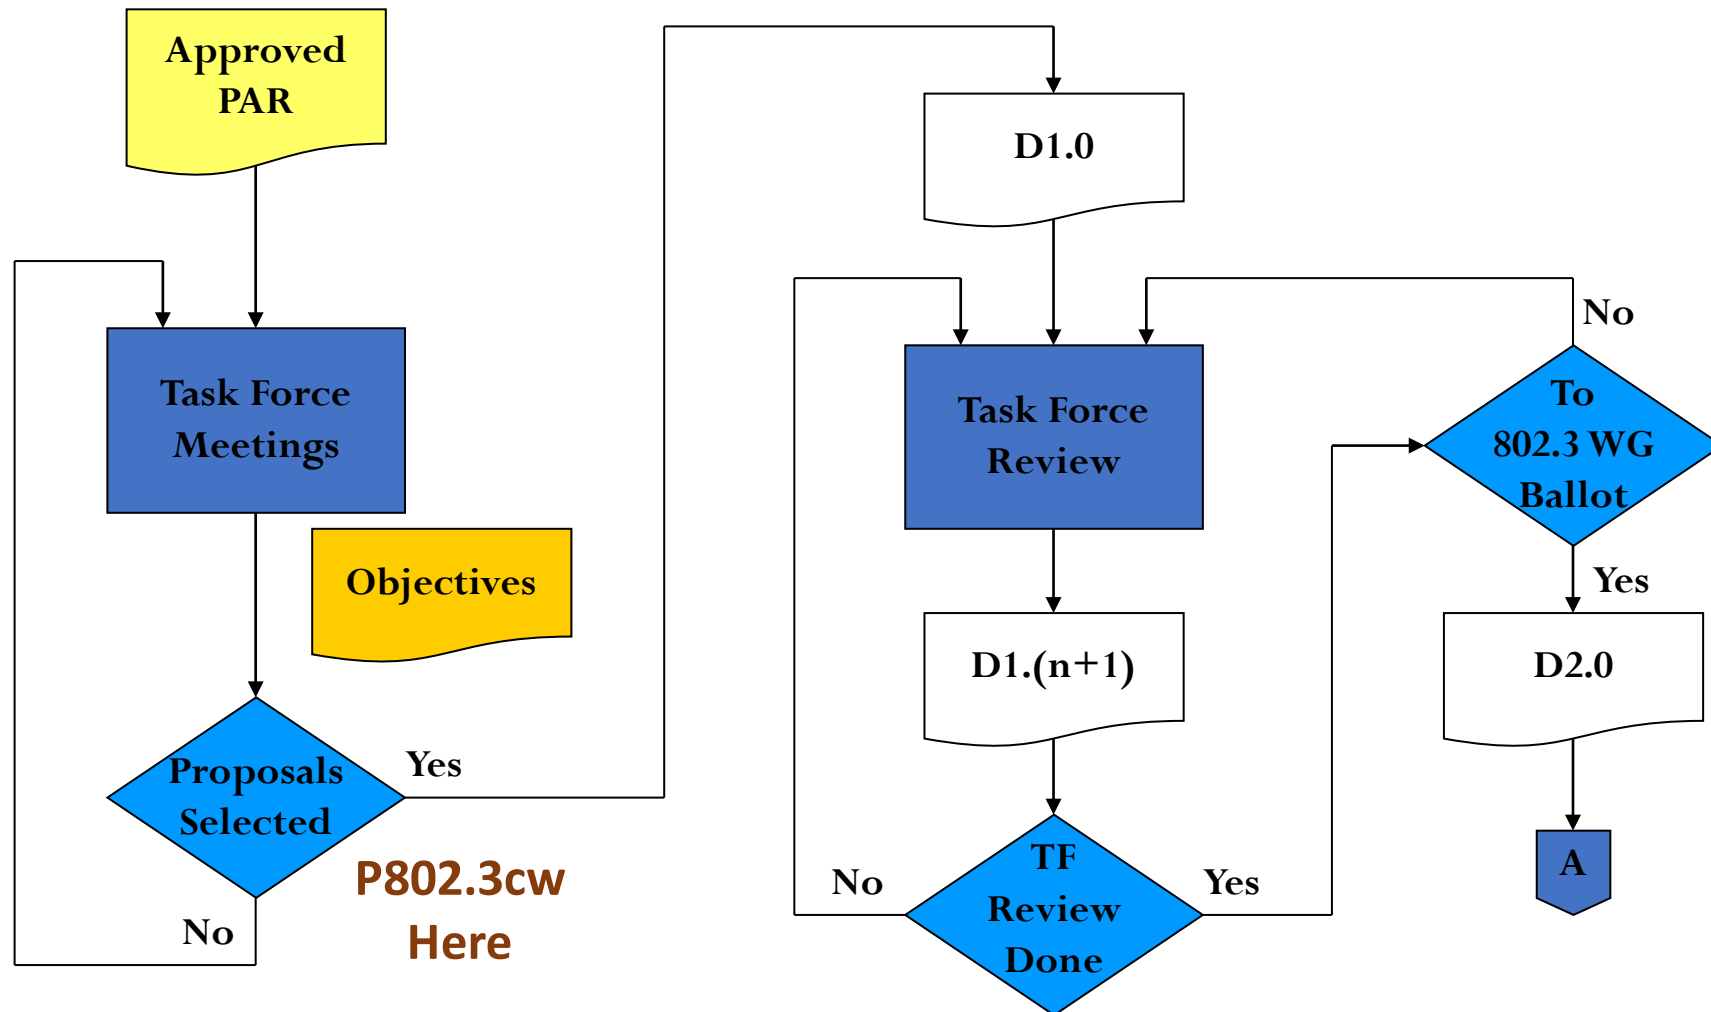 Approved
PAR
Task Force
Meetings
Objectives
Proposals
Selected
Yes
No
P802.3cw
Here
D1.0
Task Force
Review
D1.(n+1)
TF
Review
Done
No
Yes
To
802.3 WG
Ballot
No
Yes
D2.0
A